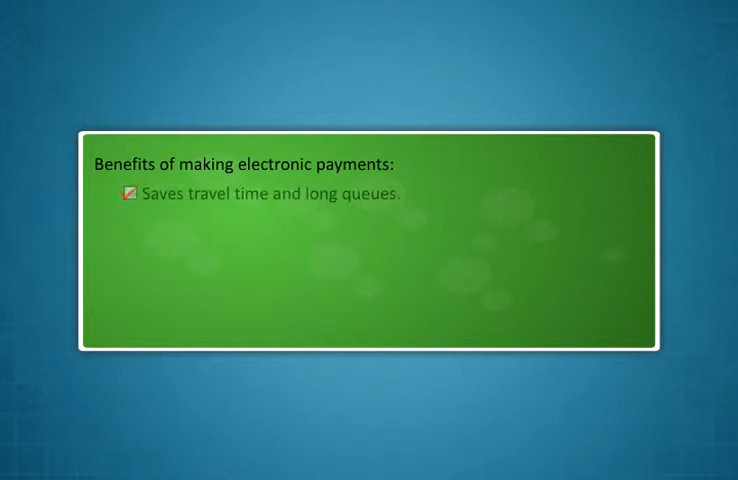 Benefits of making electronic payments:
Saves travel time and long queues.